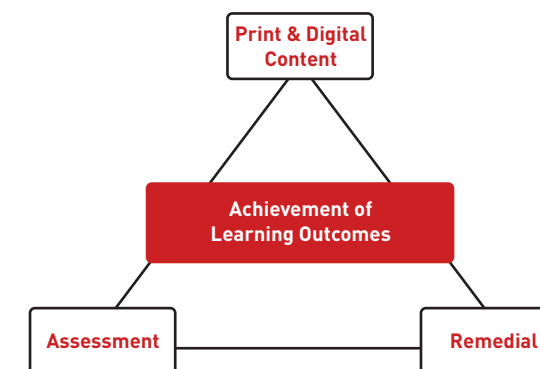 Print & Digital
Content
Achievement of
Learning Outcomes
Assessment
Remedial